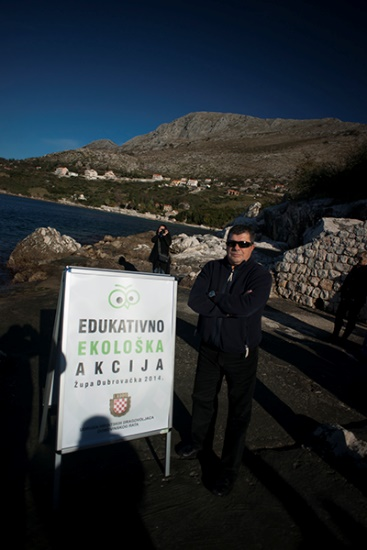 EDUKATIVNO
EKOLOŠKA
AKCIJA
Župa Dubrovačka 2014.